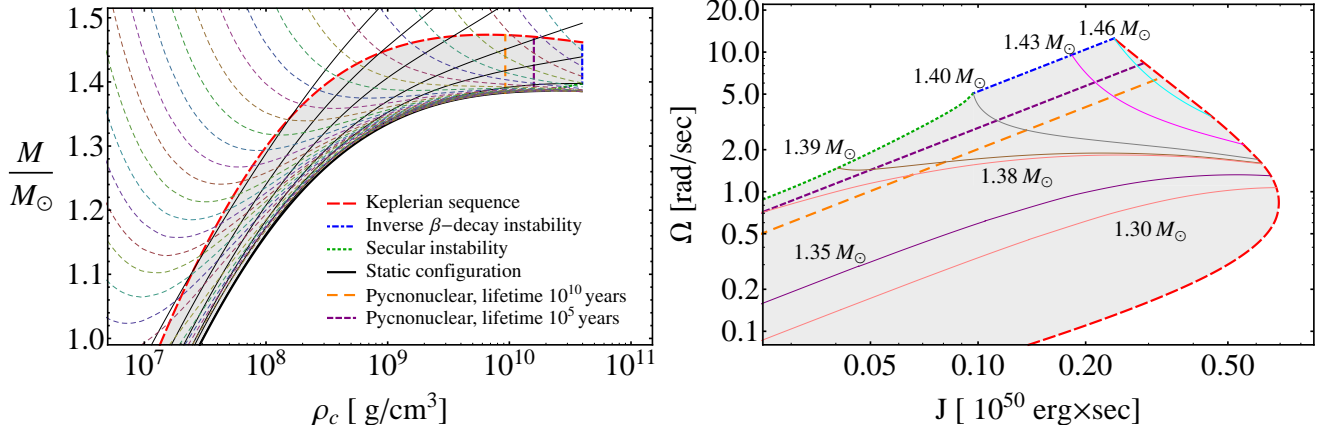 1.5
1.4
1.3
1.2
1.1
1.0
M
M⊙
10⁷
10⁸
10⁹
10¹⁰
10¹¹
ρc [ g/cm³]
Keplerian sequence
Inverse β−decay instability
Secular instability
Static configuration
Pycnonuclear, lifetime 10¹⁰ years
Pycnonuclear, lifetime 10⁵ years
20.0
10.0
5.0
2.0
1.0
0.5
0.2
0.1
Ω [rad/sec]
1.46 M⊙
1.43 M⊙
1.40 M⊙
1.39 M⊙
1.38 M⊙
1.35 M⊙
1.30 M⊙
0.05
0.10
0.20
0.50
J [ 10⁵⁰ erg×sec]